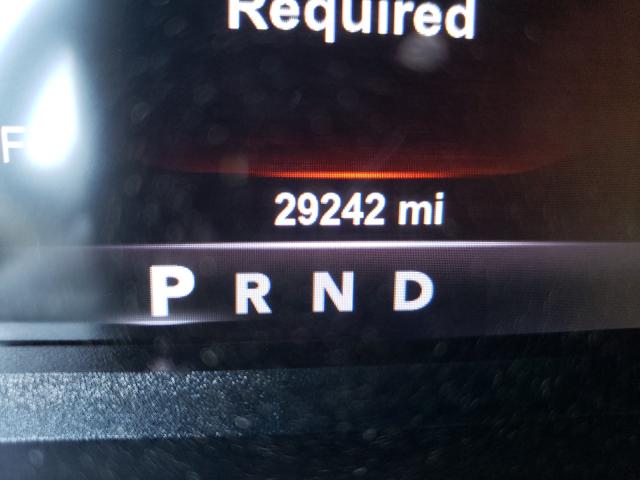 Required
F
29242 mi
P R N D